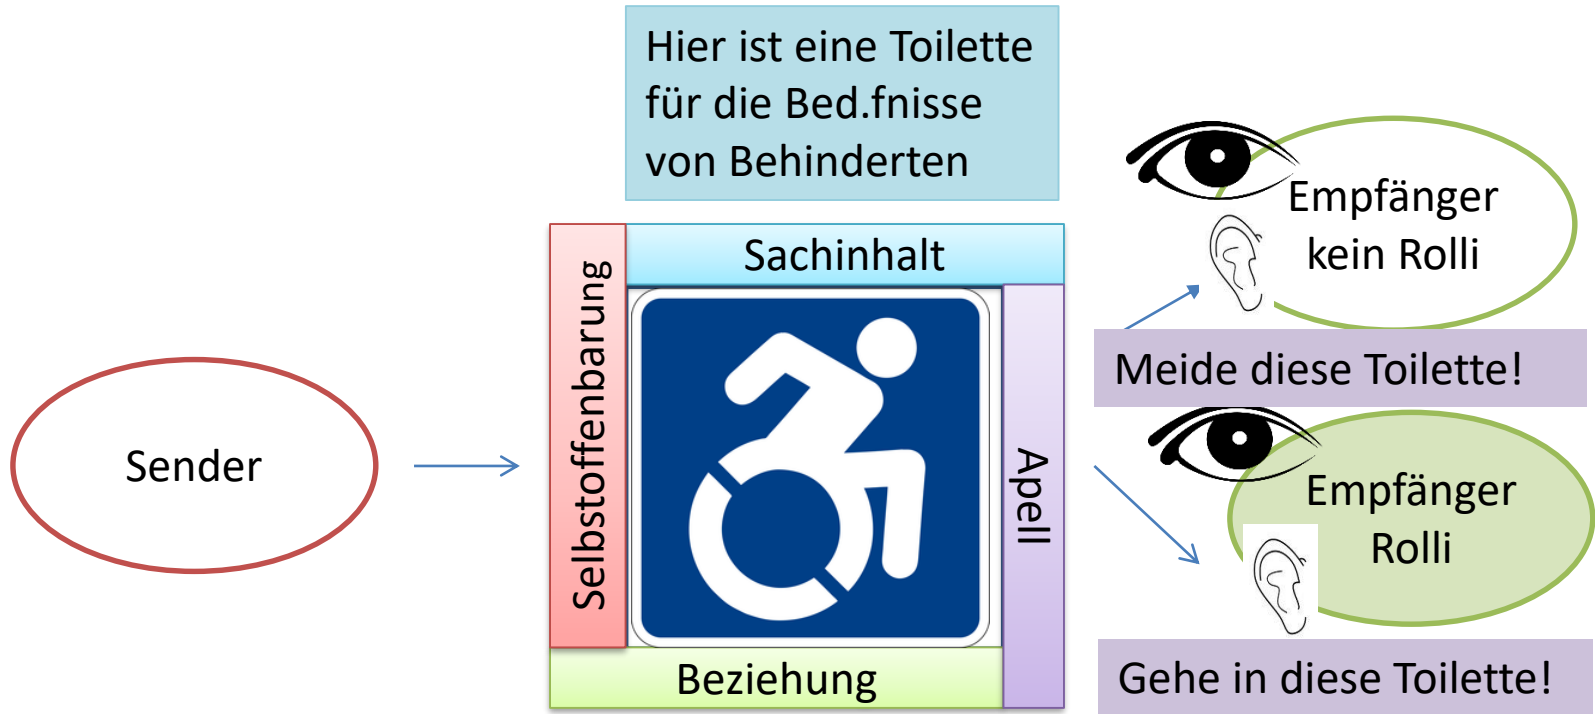 Hier ist eine Toilette
für die Bed.fnisse
von Behinderten
Sender
Selbstoffenbarung
Sachinhalt
Apell
Beziehung
Empfänger
kein Rolli
Meide diese Toilette!
Empfänger
Rolli
Gehe in diese Toilette!